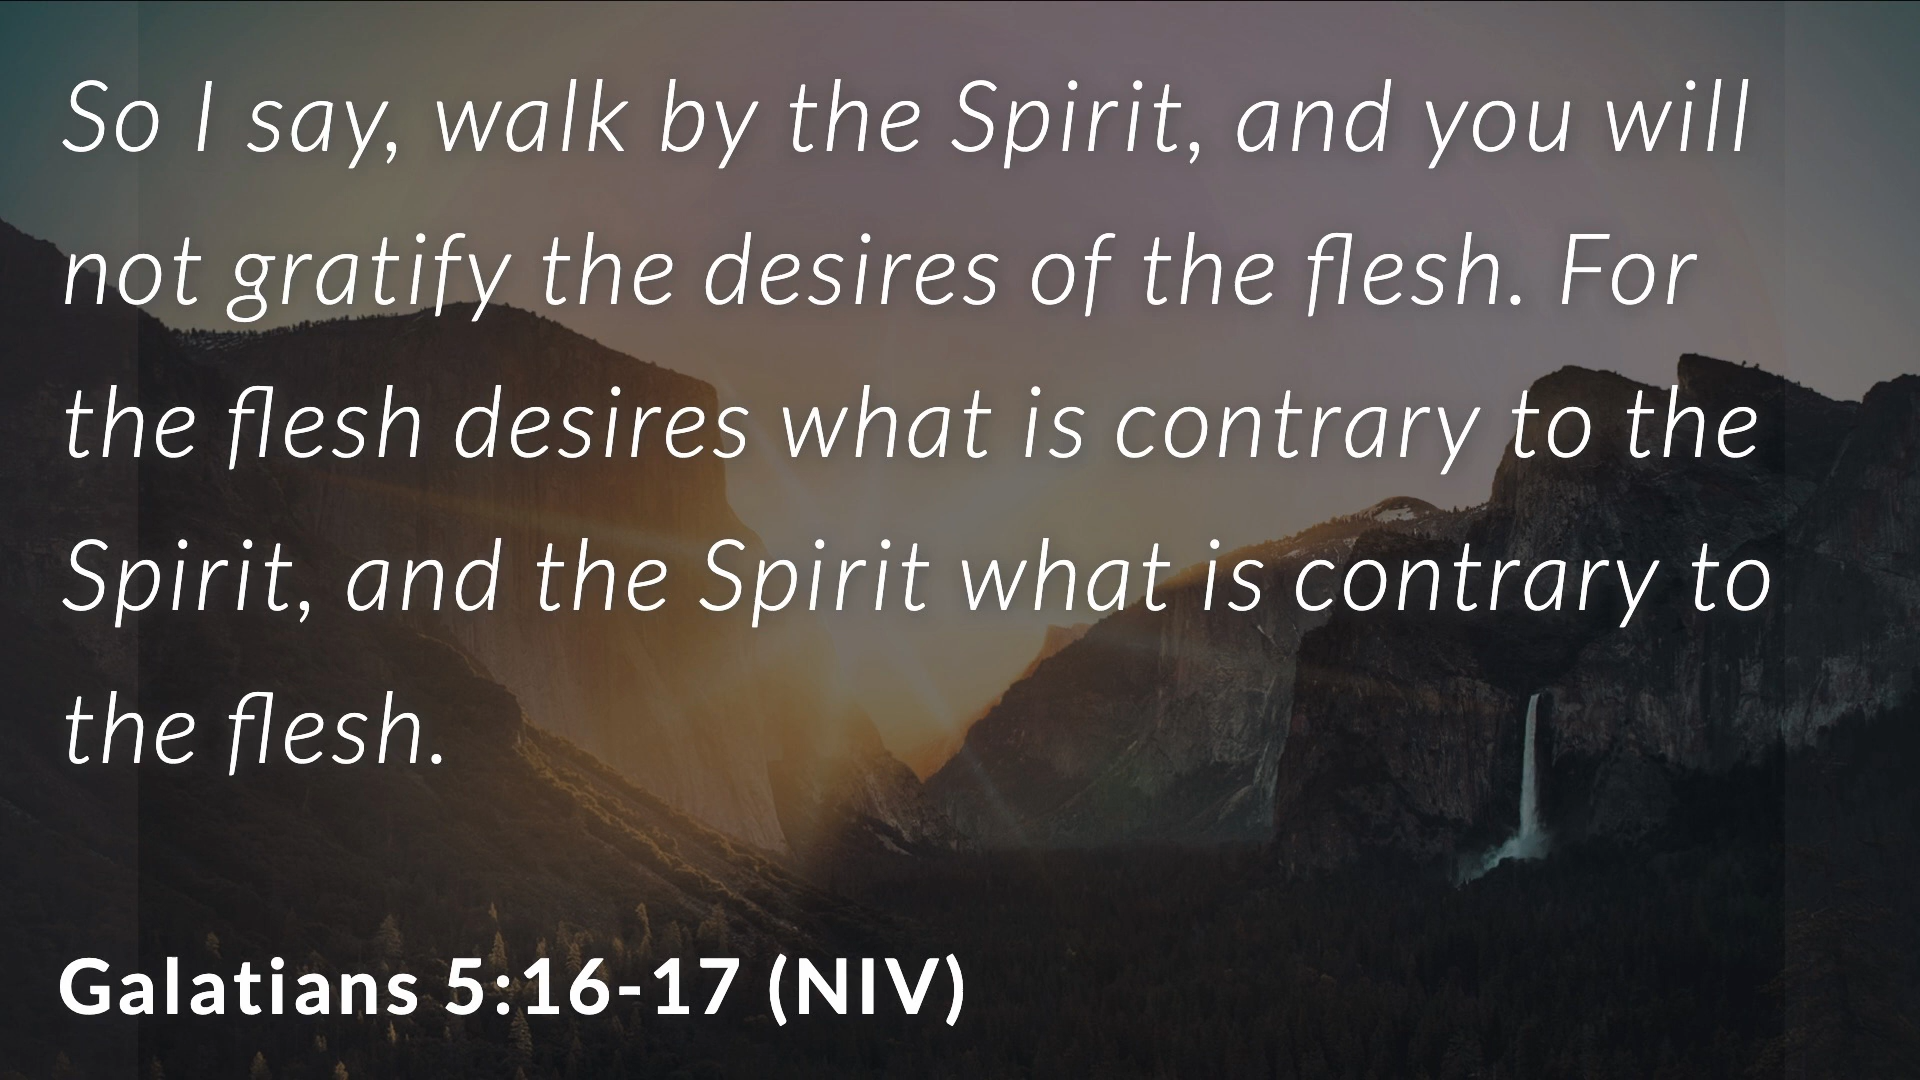 So I say, walk by the Spirit, and you will
not gratify the desires of the flesh. For
the flesh desires what is contrary to the
Spirit, and the Spirit what is contrary to
the flesh.
Galatians 5:16-17 (NIV)